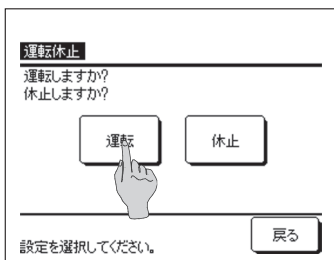 運転休止
運転しますか?
休止しますか?
運転 休止
戻る
設定を選択してください。